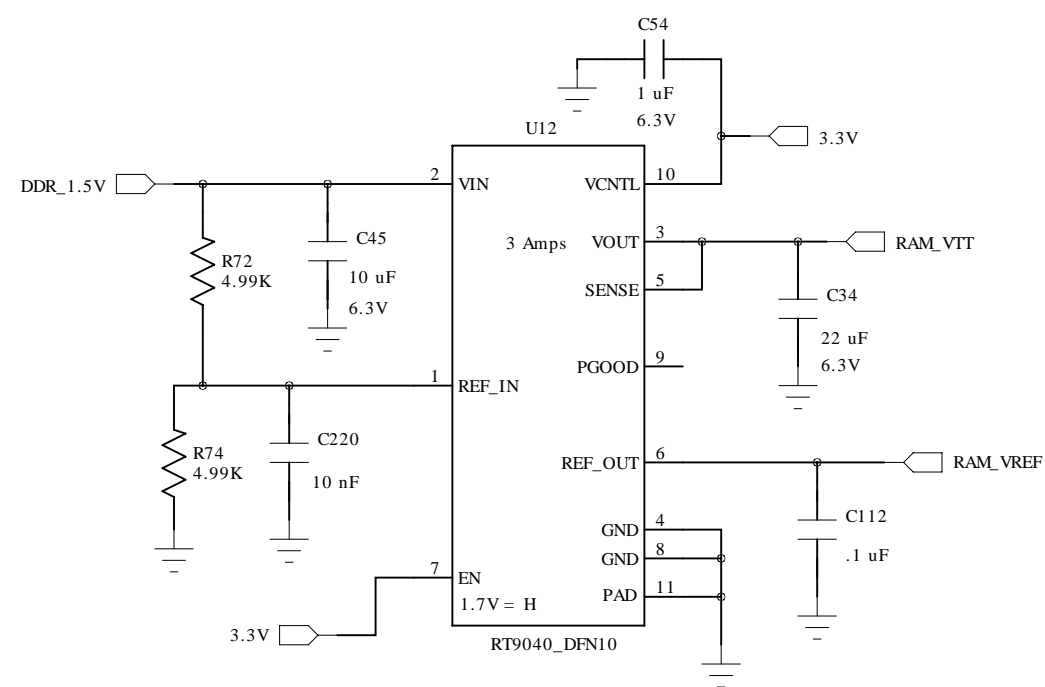 C54
1 uF
6.3V
U12
3.3V
DDR_1.5V
2
VIN
VCNTL
10
C45
10 uF
6.3V
R72
4.99K
3 Amps
VOUT
3
RAM_VTT
SENSE
5
C34
22 uF
6.3V
PGOOD
9
1
REF_IN
R74
4.99K
C220
10 nF
REF_OUT
6
RAM_VREF
C112
.1 uF
GND
4
GND
8
PAD
11
7
EN
1.7V = H
3.3V
RT9040_DFN10